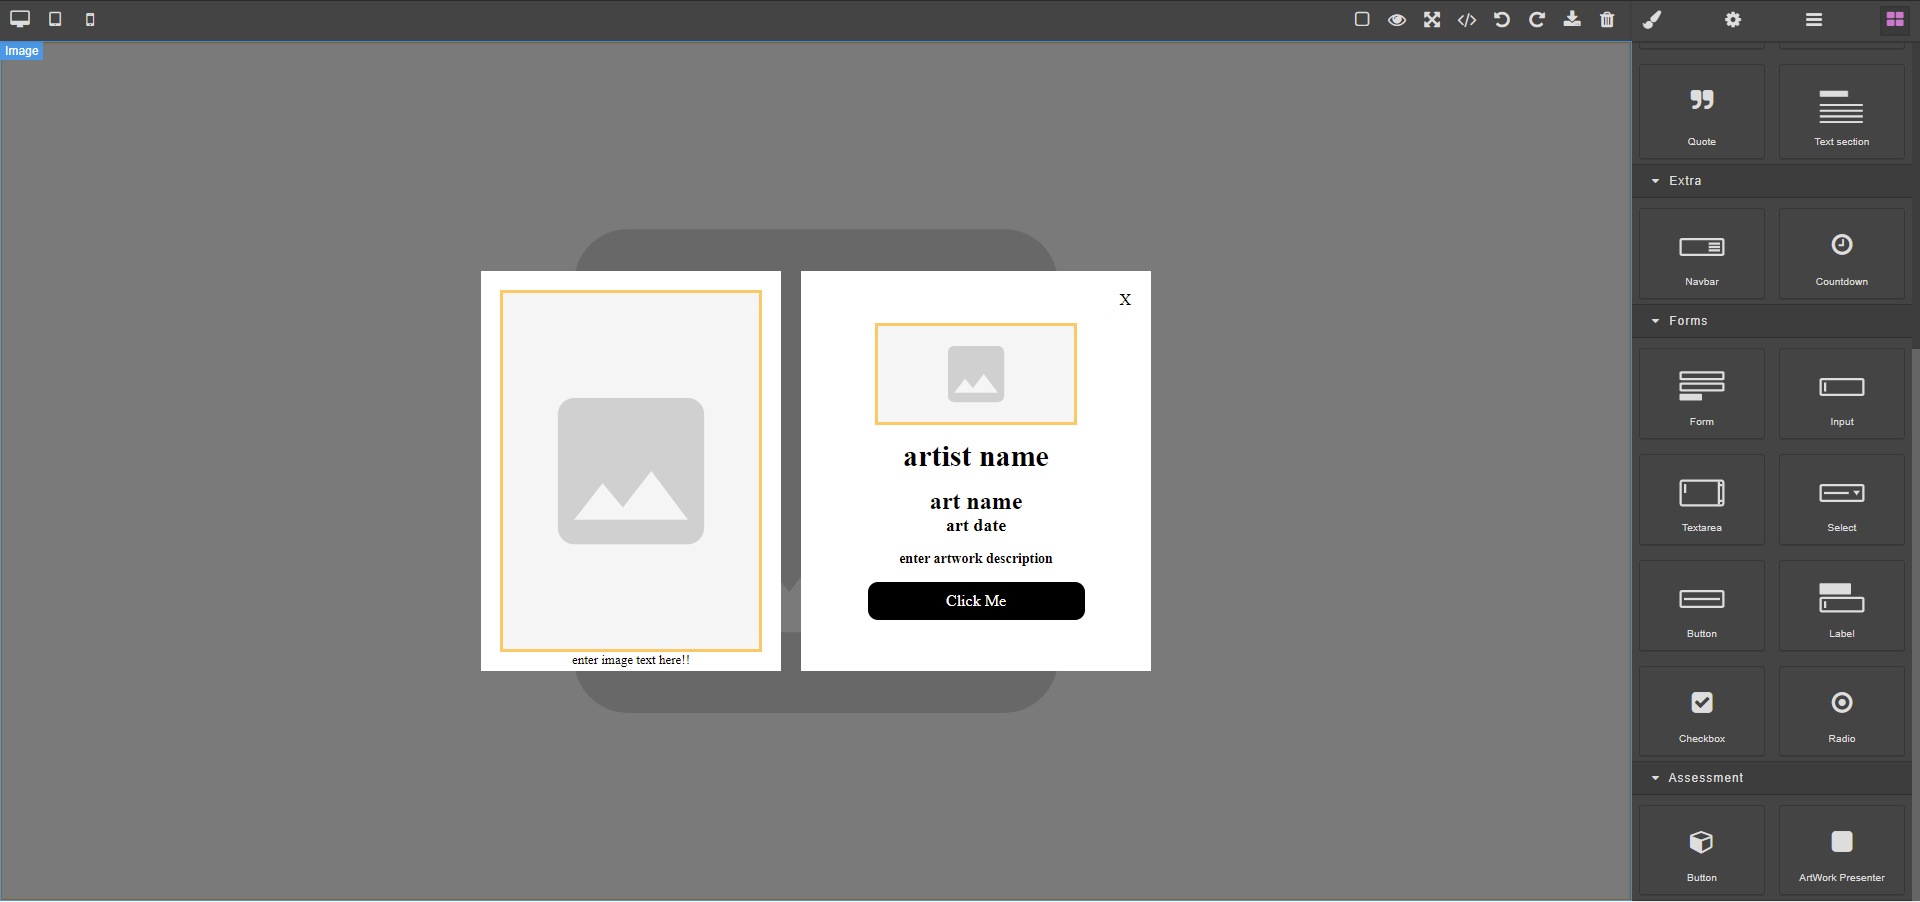 Image
Quote
Text section
Extra
Navbar
Countdown
Forms
Form
Input
Textarea
Select
Button
Label
Checkbox
Radio
Assessment
Button
ArtWork Presenter
enter image text here!!
X
artist name
art name
art date
enter artwork description
Click Me